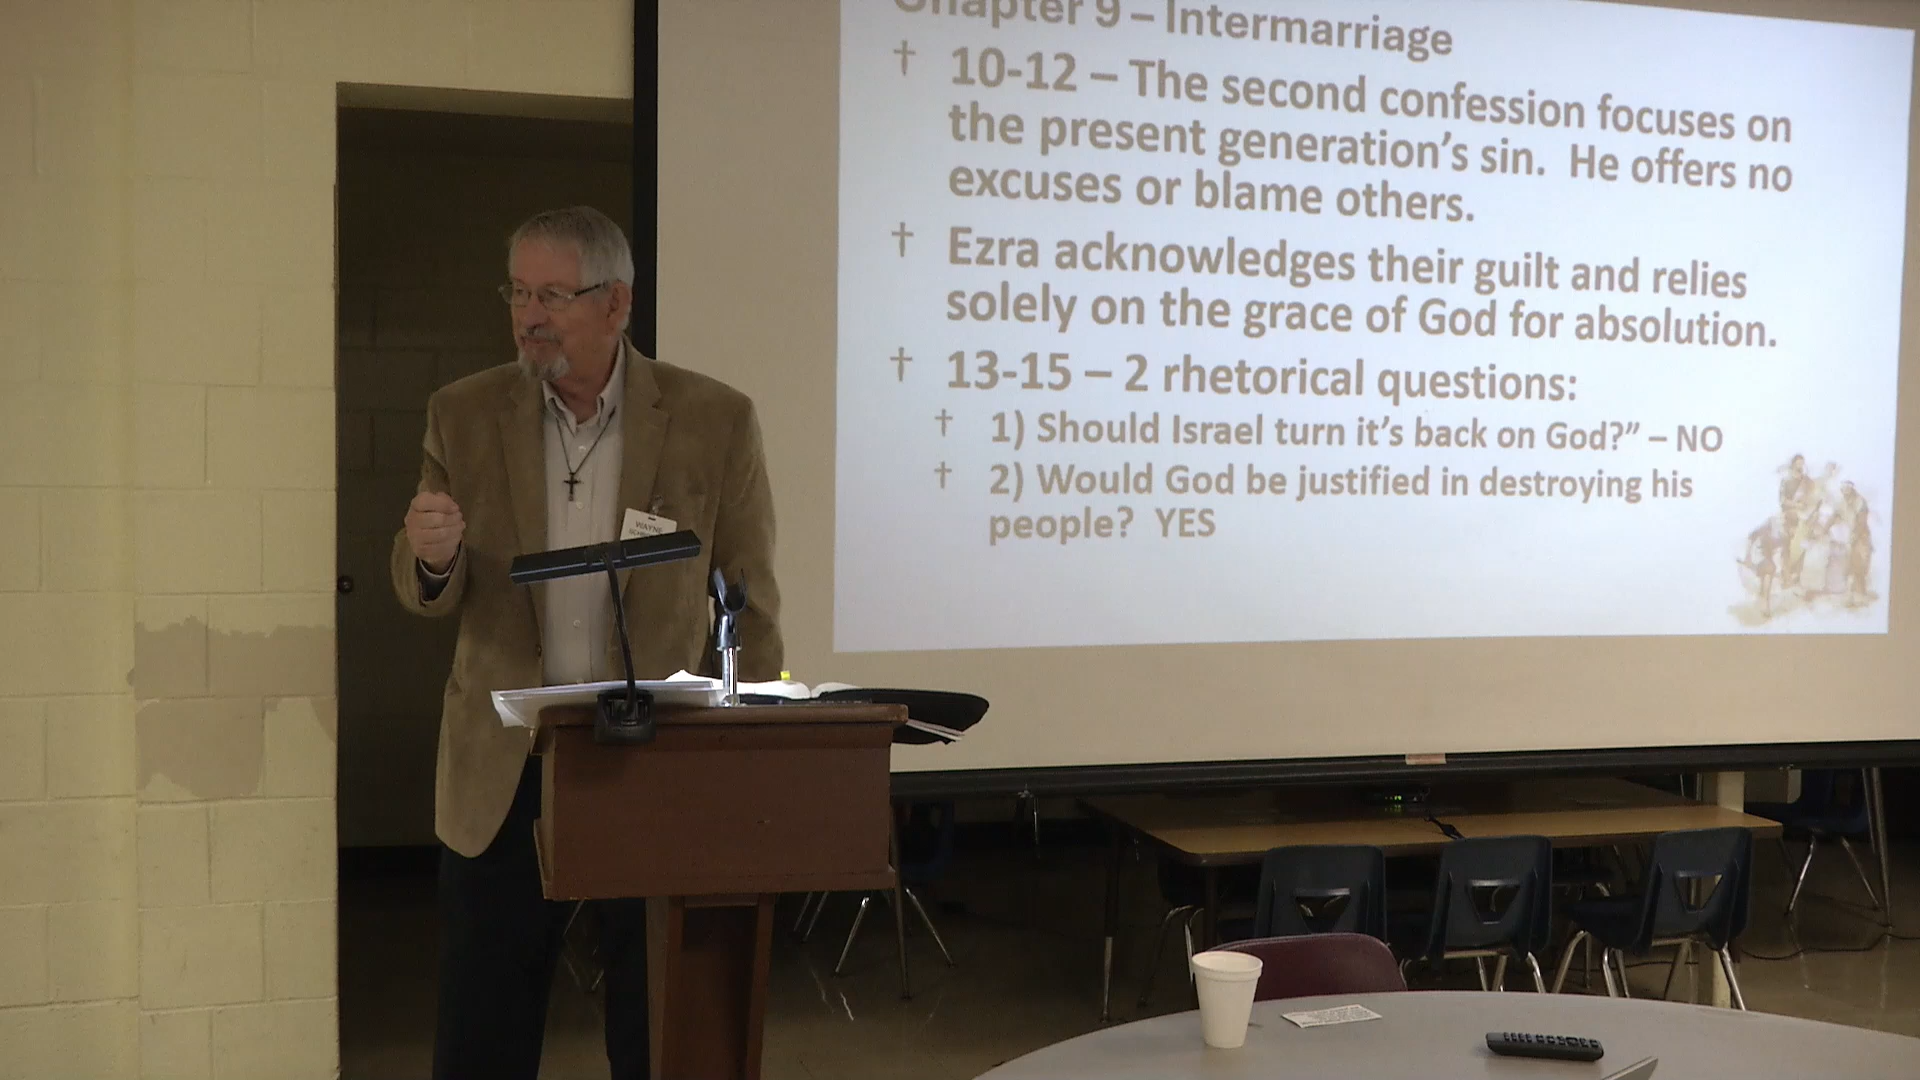 Chapter 9 – Intermarriage
† 10-12 – The second confession focuses on
the present generation's sin. He offers no
excuses or blame others.
† Ezra acknowledges their guilt and relies
solely on the grace of God for absolution.
† 13-15 – 2 rhetorical questions:
† 1) Should Israel turn it's back on God?” – NO
† 2) Would God be justified in destroying his
people? YES
WAYNE